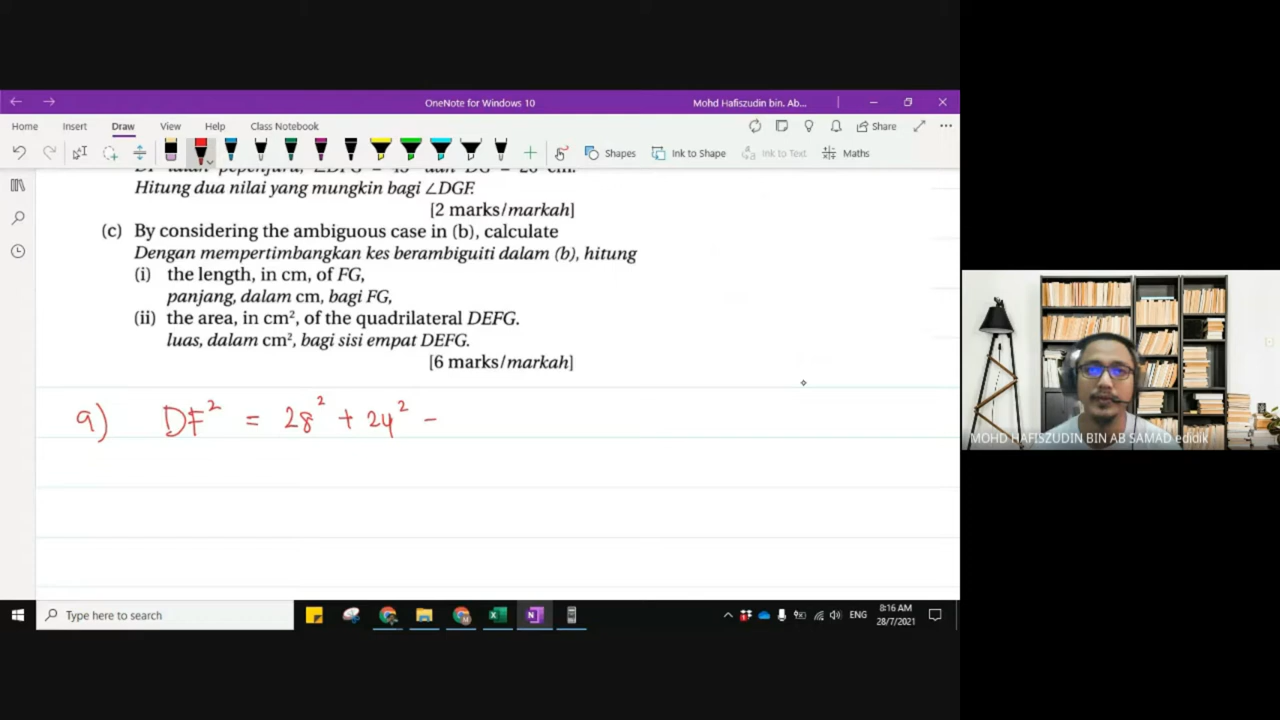 OneNote for Windows 10
Mohd Hafiszudin bin. Ab...
Home Insert Draw View Help Class Notebook
Share
Shapes Ink to Shape Ink to Text Maths
Hitung dua nilai yang mungkin bagi ∠DGF.
[2 marks/markah]
(c) By considering the ambiguous case in (b), calculate
Dengan mempertimbangkan kes berambiguiti dalam (b), hitung
(i) the length, in cm, of FG,
panjang, dalam cm, bagi FG,
(ii) the area, in cm², of the quadrilateral DEFG.
luas, dalam cm², bagi sisi empat DEFG.
[6 marks/markah]
a) DF² = 28² + 24² –
MOHD HAFISZUDIN BIN AB SAMAD edidik
Type here to search
ENG
8:16 AM
28/7/2021